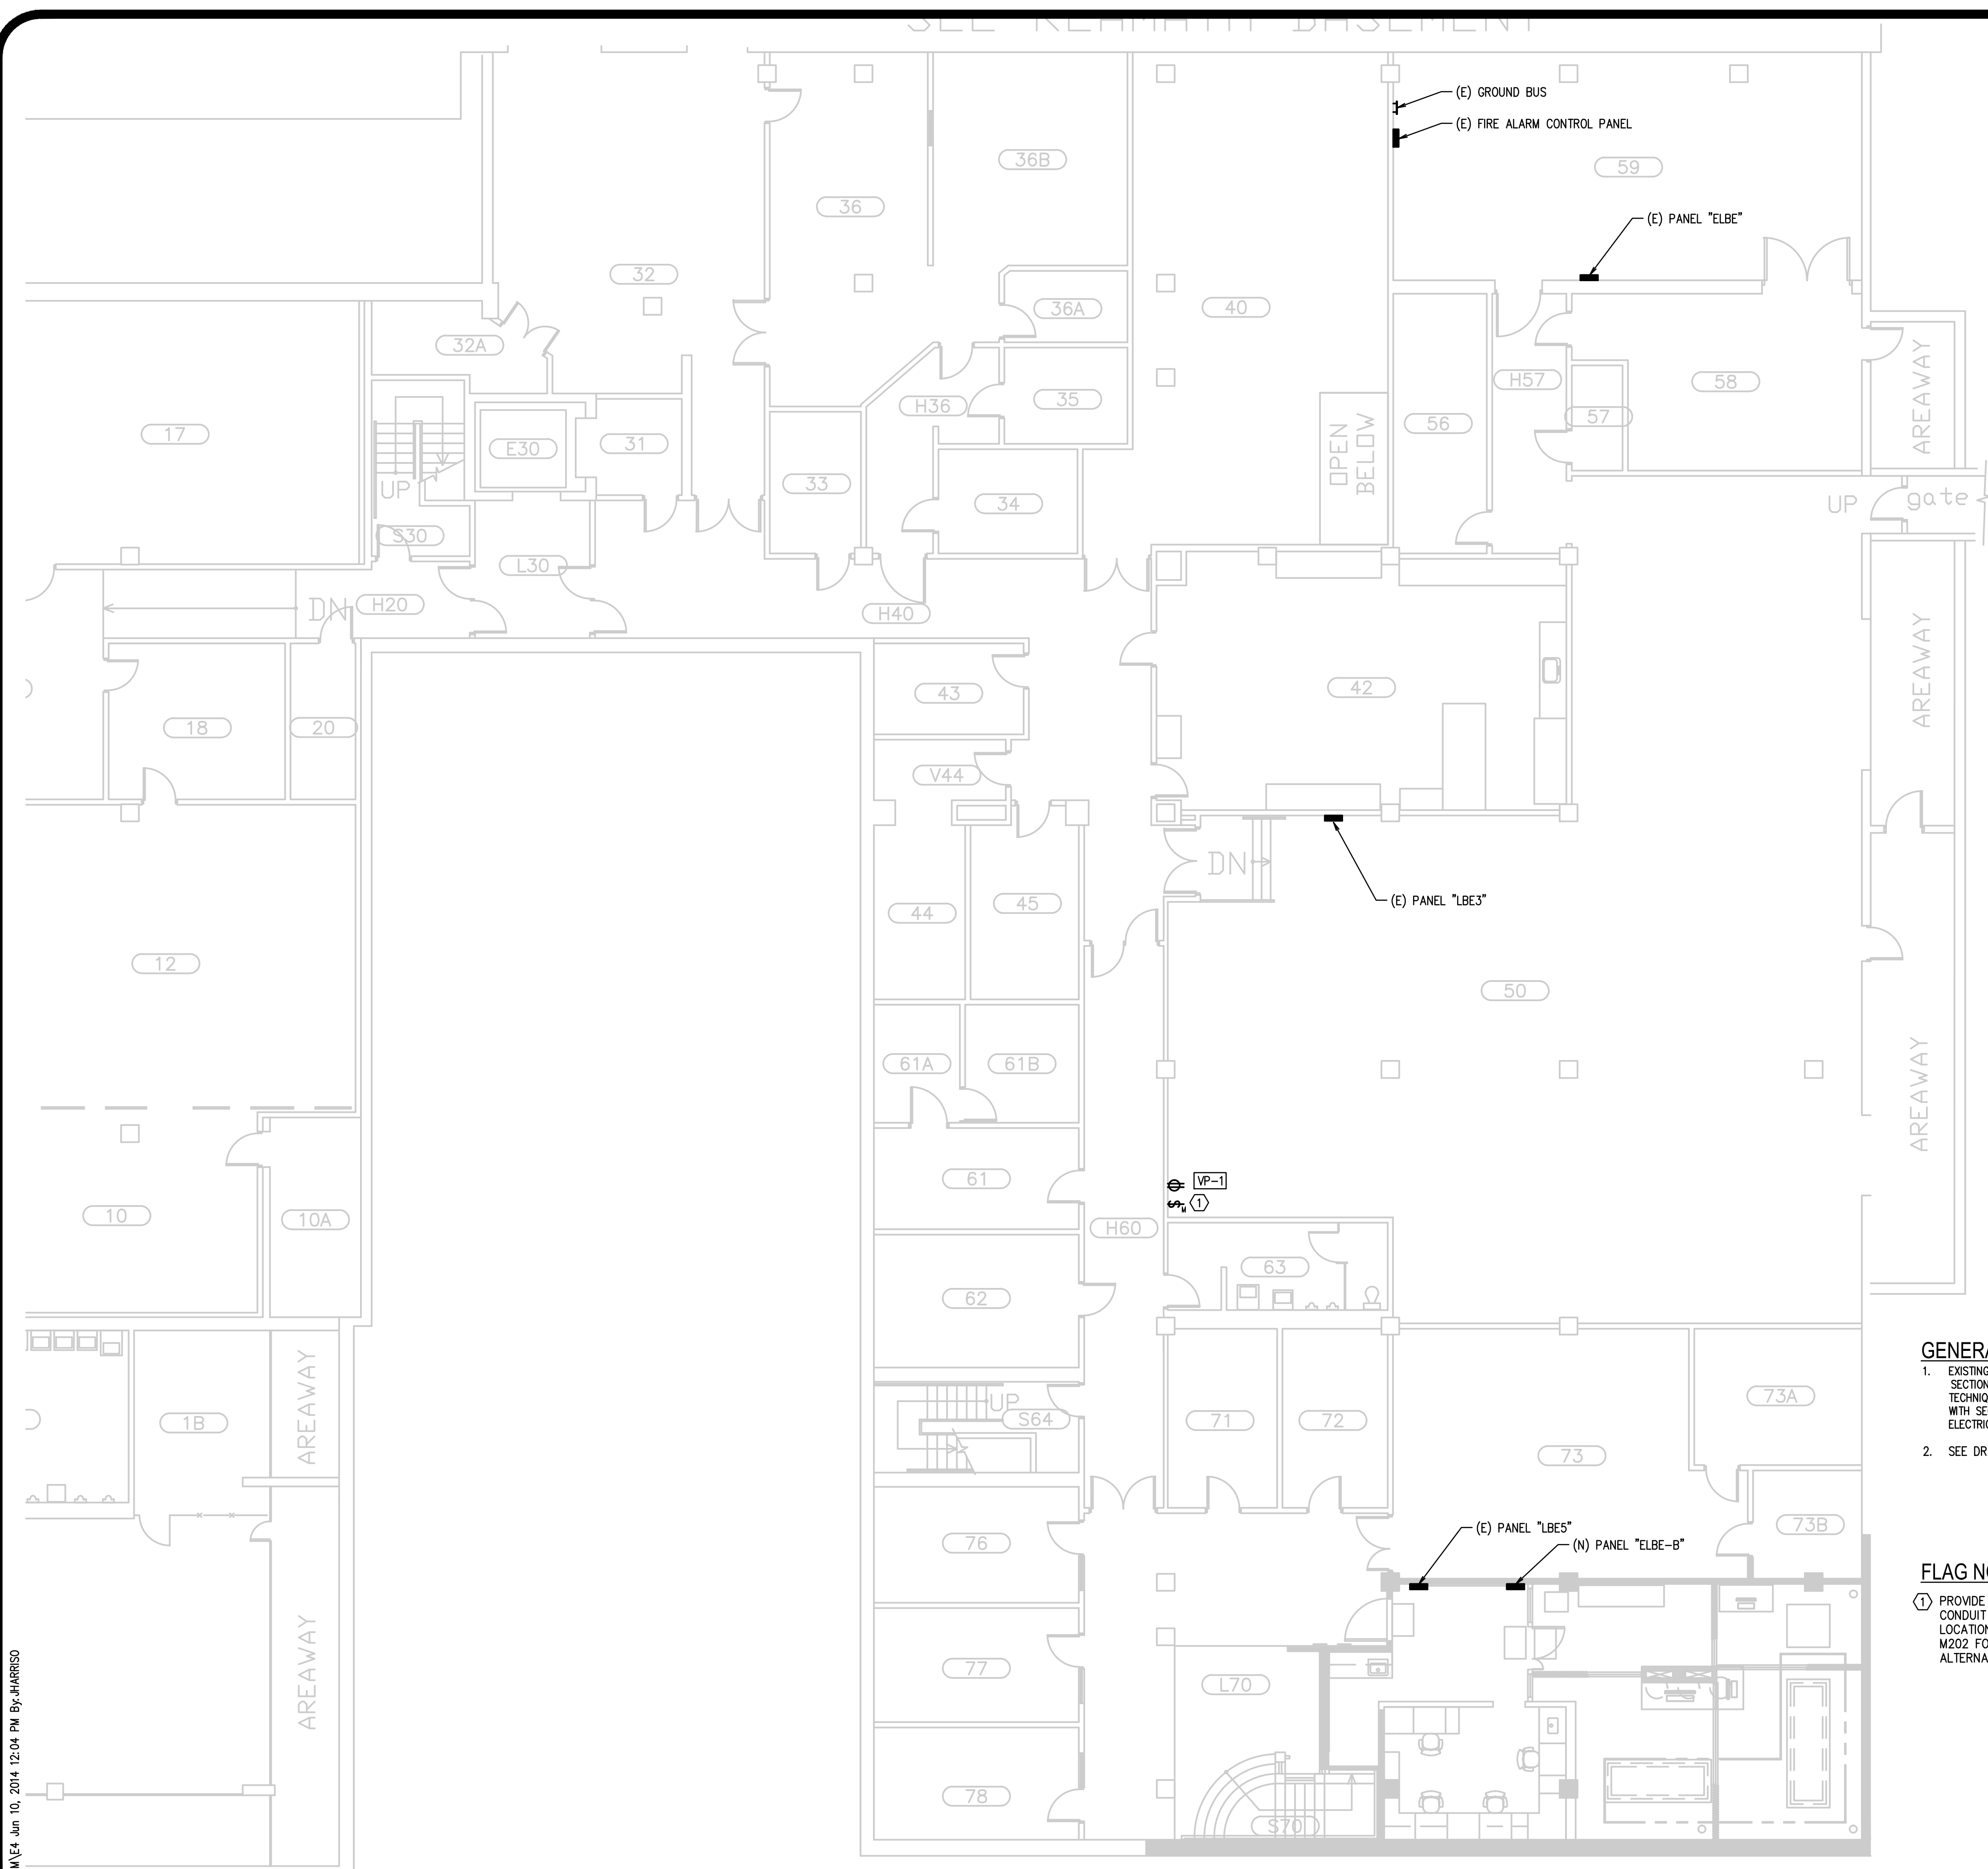 SEE KLAMATH BASEMENT
(E) GROUND BUS
(E) FIRE ALARM CONTROL PANEL
36B
59
36
(E) PANEL "ELBE"
32
36A
40
32A
H57
58
AREAWAY
H36
35
57
56
OPEN
BELOW
17
E30
31
33
34
UP
UP
gate
S30
L30
DN
H20
H40
43
42
AREAWAY
18
20
V44
DN
(E) PANEL "LBE3"
44
45
12
50
61A
61B
AREAWAY
61
VP-1
$M
1
10
10A
H60
63
62
GENERA
1. EXISTING
SECTION
TECHNIQ
WITH SE
ELECTRIC
2. SEE DR
AREAWAY
1B
UP
S64
71
72
73A
73
73B
(E) PANEL "LBE5"
(N) PANEL "ELBE-B"
76
FLAG NO
1 PROVIDE
CONDUIT
LOCATION
M202 FO
ALTERNA
AREAWAY
77
L70
78
S70
M\E4 Jun 10, 2014 12:04 PM By: JHARRISO